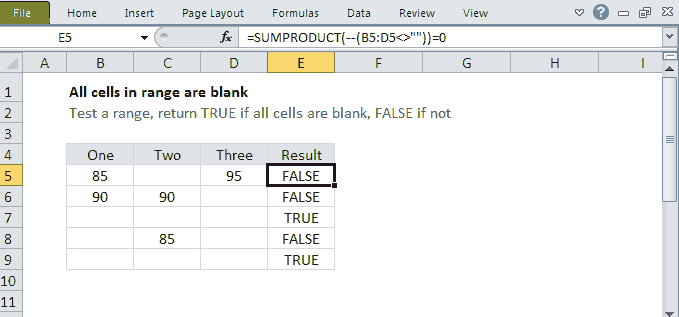 File Home Insert Page Layout Formulas Data Review View
E5 fx =SUMPRODUCT(--(B5:D5<>""))=0
A B C D E F G H I
1 All cells in range are blank
2 Test a range, return TRUE if all cells are blank, FALSE if not
3
4 One Two Three Result
5 85 95 FALSE
6 90 90 FALSE
7 TRUE
8 85 FALSE
9 TRUE
10
11